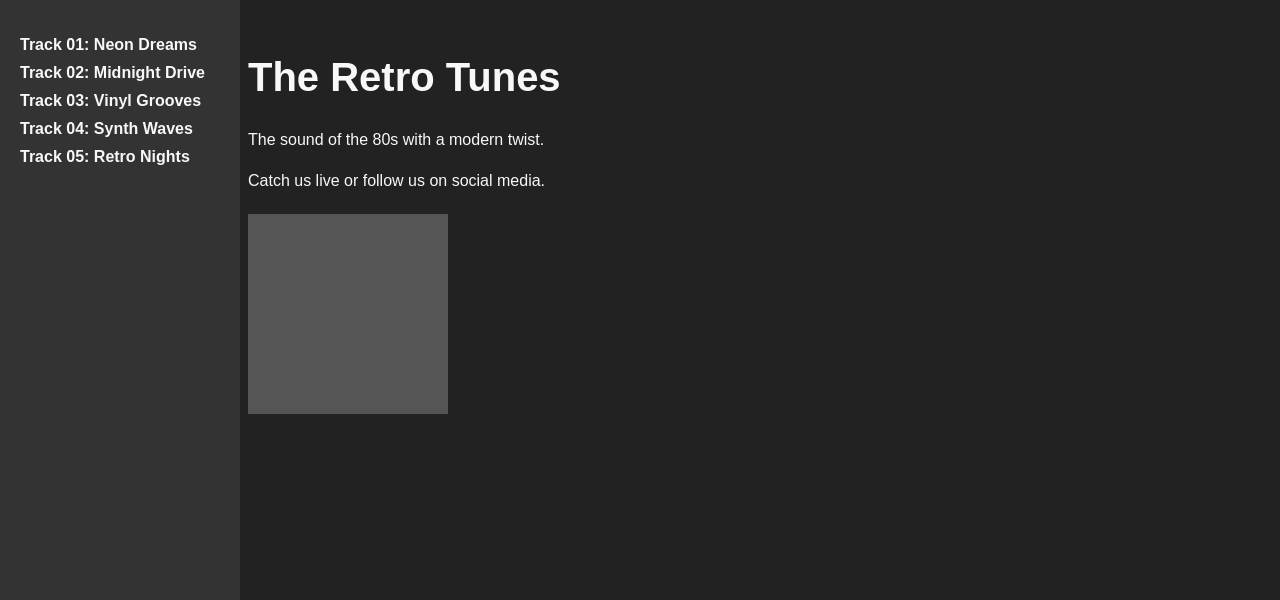 Track 01: Neon Dreams
Track 02: Midnight Drive
Track 03: Vinyl Grooves
Track 04: Synth Waves
Track 05: Retro Nights
The Retro Tunes
The sound of the 80s with a modern twist.
Catch us live or follow us on social media.